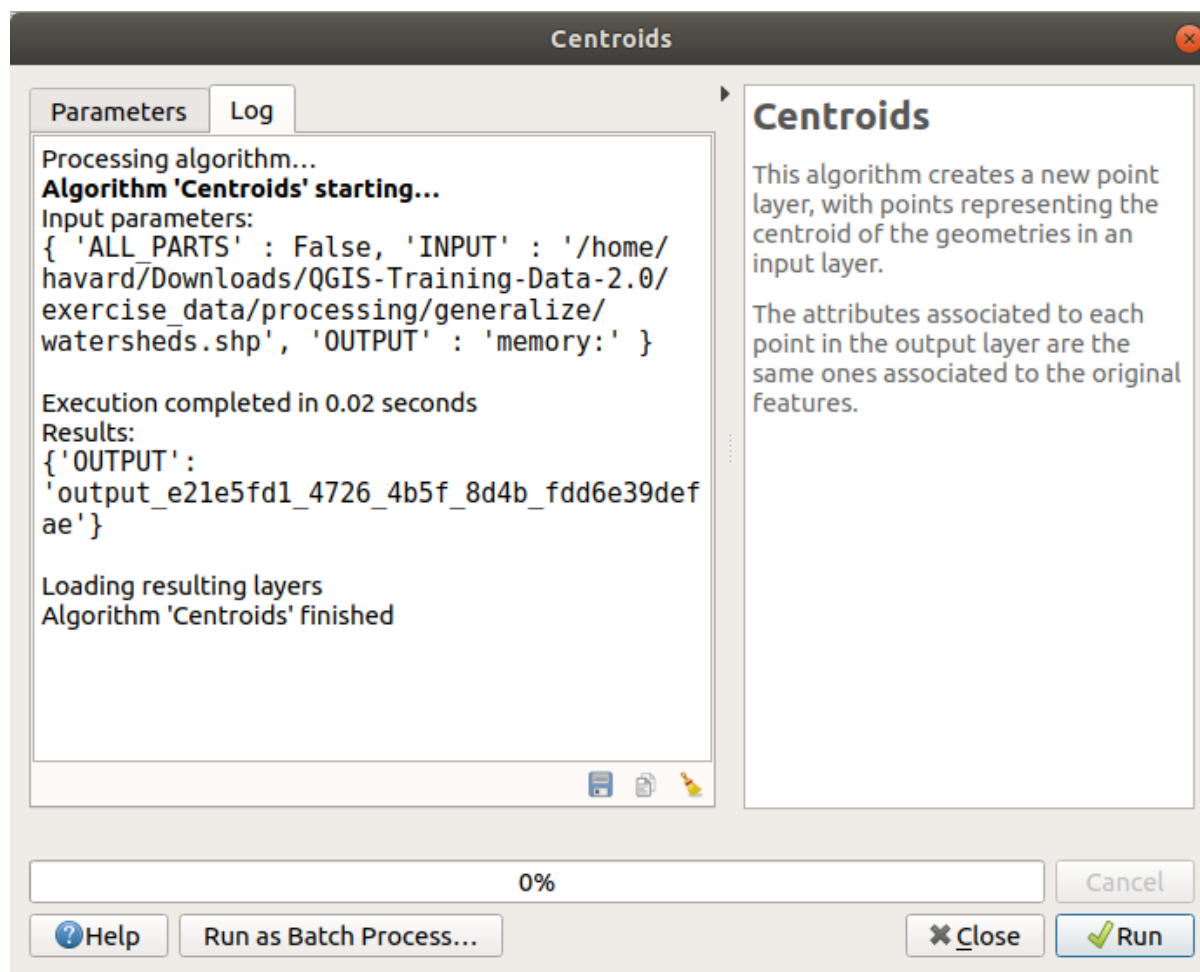 Centroids
Parameters
Log
Processing algorithm…
Algorithm 'Centroids' starting…
Input parameters:
{ 'ALL_PARTS' : False, 'INPUT' : '/home/
havard/Downloads/QGIS-Training-Data-2.0/
exercise_data/processing/generalize/
watersheds.shp', 'OUTPUT' : 'memory:' }
Execution completed in 0.02 seconds
Results:
{'OUTPUT':
'output_e21e5fd1_4726_4b5f_8d4b_fdd6e39def
ae'}
Loading resulting layers
Algorithm 'Centroids' finished
Centroids
This algorithm creates a new point
layer, with points representing the
centroid of the geometries in an
input layer.
The attributes associated to each
point in the output layer are the
same ones associated to the original
features.
0%
Cancel
Help
Run as Batch Process…
Close
Run